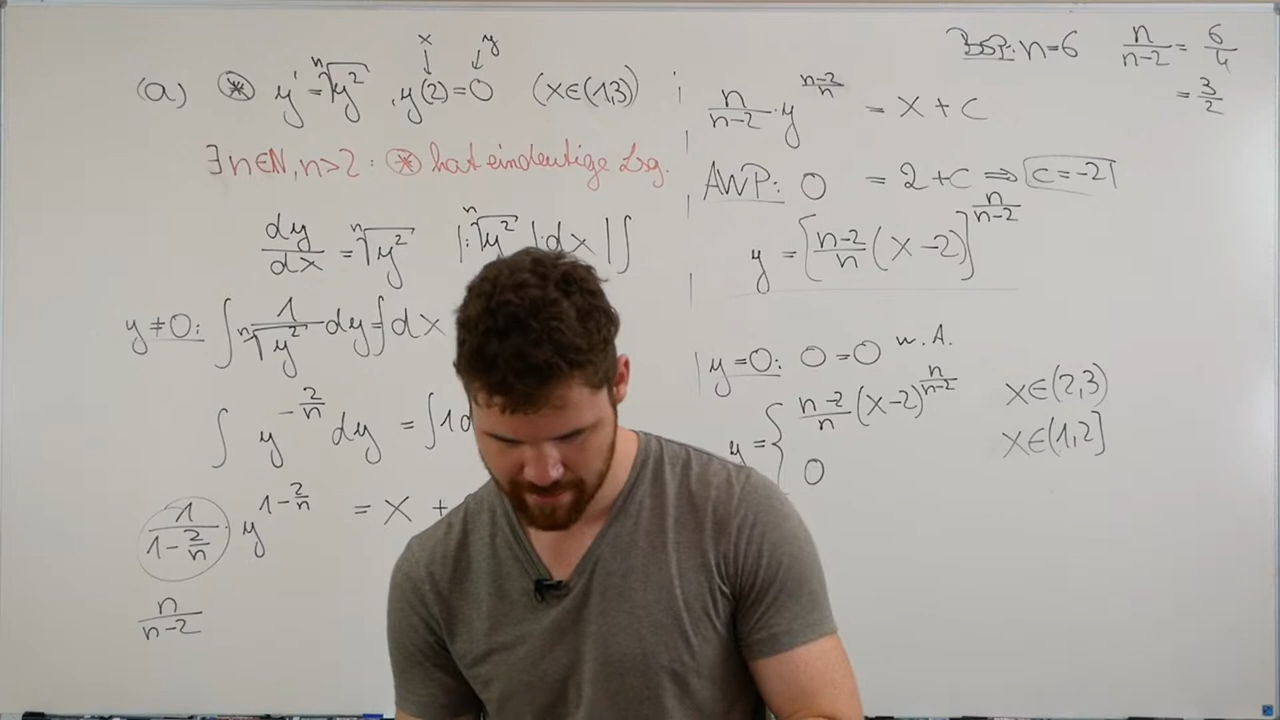 (a) ⊛ y' = ⁿ√y² , y(2) = 0 (x∈(1,3))
x y
∃ n∈ℕ, n>2 : ⊛ hat eindeutige Lsg.
dy/dx = ⁿ√y² | : ⁿ√y² | · dx | ∫
y ≠ 0: ∫ 1/ⁿ√y² dy = ∫ dx
∫ y^(-2/n) dy = ∫ 1 d
1/(1-2/n) · y^(1-2/n) = x +
n/(n-2)
n/(n-2) · y^((n-2)/n) = x + c
AWP: 0 = 2 + c ⇒ c = -2
y = [(n-2)/n (x-2)]^(n/(n-2))
y=0: 0 = 0 w. A.
y = { (n-2)/n (x-2)^(n/(n-2)) x∈(2,3)
0 x∈(1,2]
BSP: n=6 n/(n-2) = 6/4
= 3/2